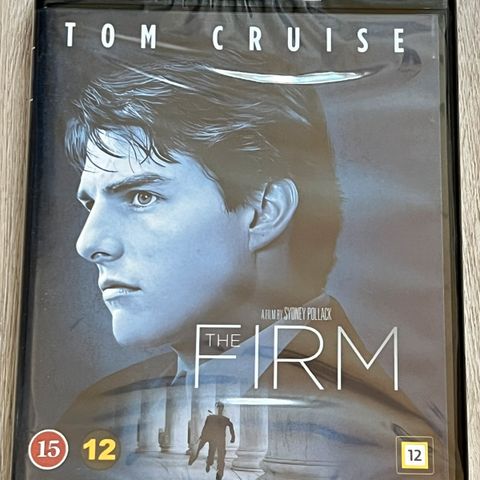 TOM CRUISE
A FILM BY SYDNEY POLLACK
THE
FIRM
15 12 12